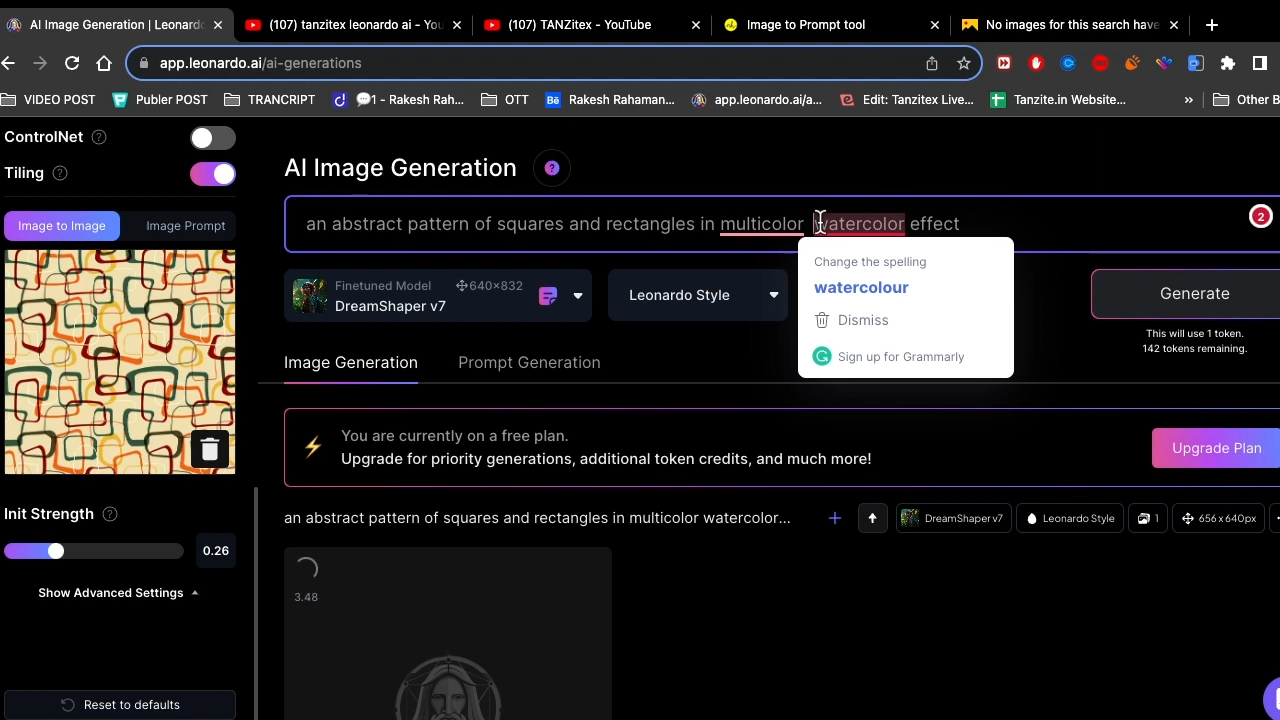 AI Image Generation | Leonardo
(107) tanzitex leonardo ai - You
(107) TANZitex - YouTube
Image to Prompt tool
No images for this search have
app.leonardo.ai/ai-generations
VIDEO POST
Publer POST
TRANCRIPT
1 - Rakesh Rah...
OTT
Rakesh Rahaman...
app.leonardo.ai/a...
Edit: Tanzitex Live...
Tanzite.in Website...
Other B
ControlNet
Tiling
Image to Image
Image Prompt
Init Strength
0.26
Show Advanced Settings
Reset to defaults
AI Image Generation
an abstract pattern of squares and rectangles in multicolor watercolor effect
2
Finetuned Model
640×832
DreamShaper v7
Leonardo Style
Change the spelling
watercolour
Dismiss
Sign up for Grammarly
Generate
This will use 1 token.
142 tokens remaining.
Image Generation
Prompt Generation
You are currently on a free plan.
Upgrade for priority generations, additional token credits, and much more!
Upgrade Plan
an abstract pattern of squares and rectangles in multicolor watercolor...
DreamShaper v7
Leonardo Style
1
656 x 640px
3.48